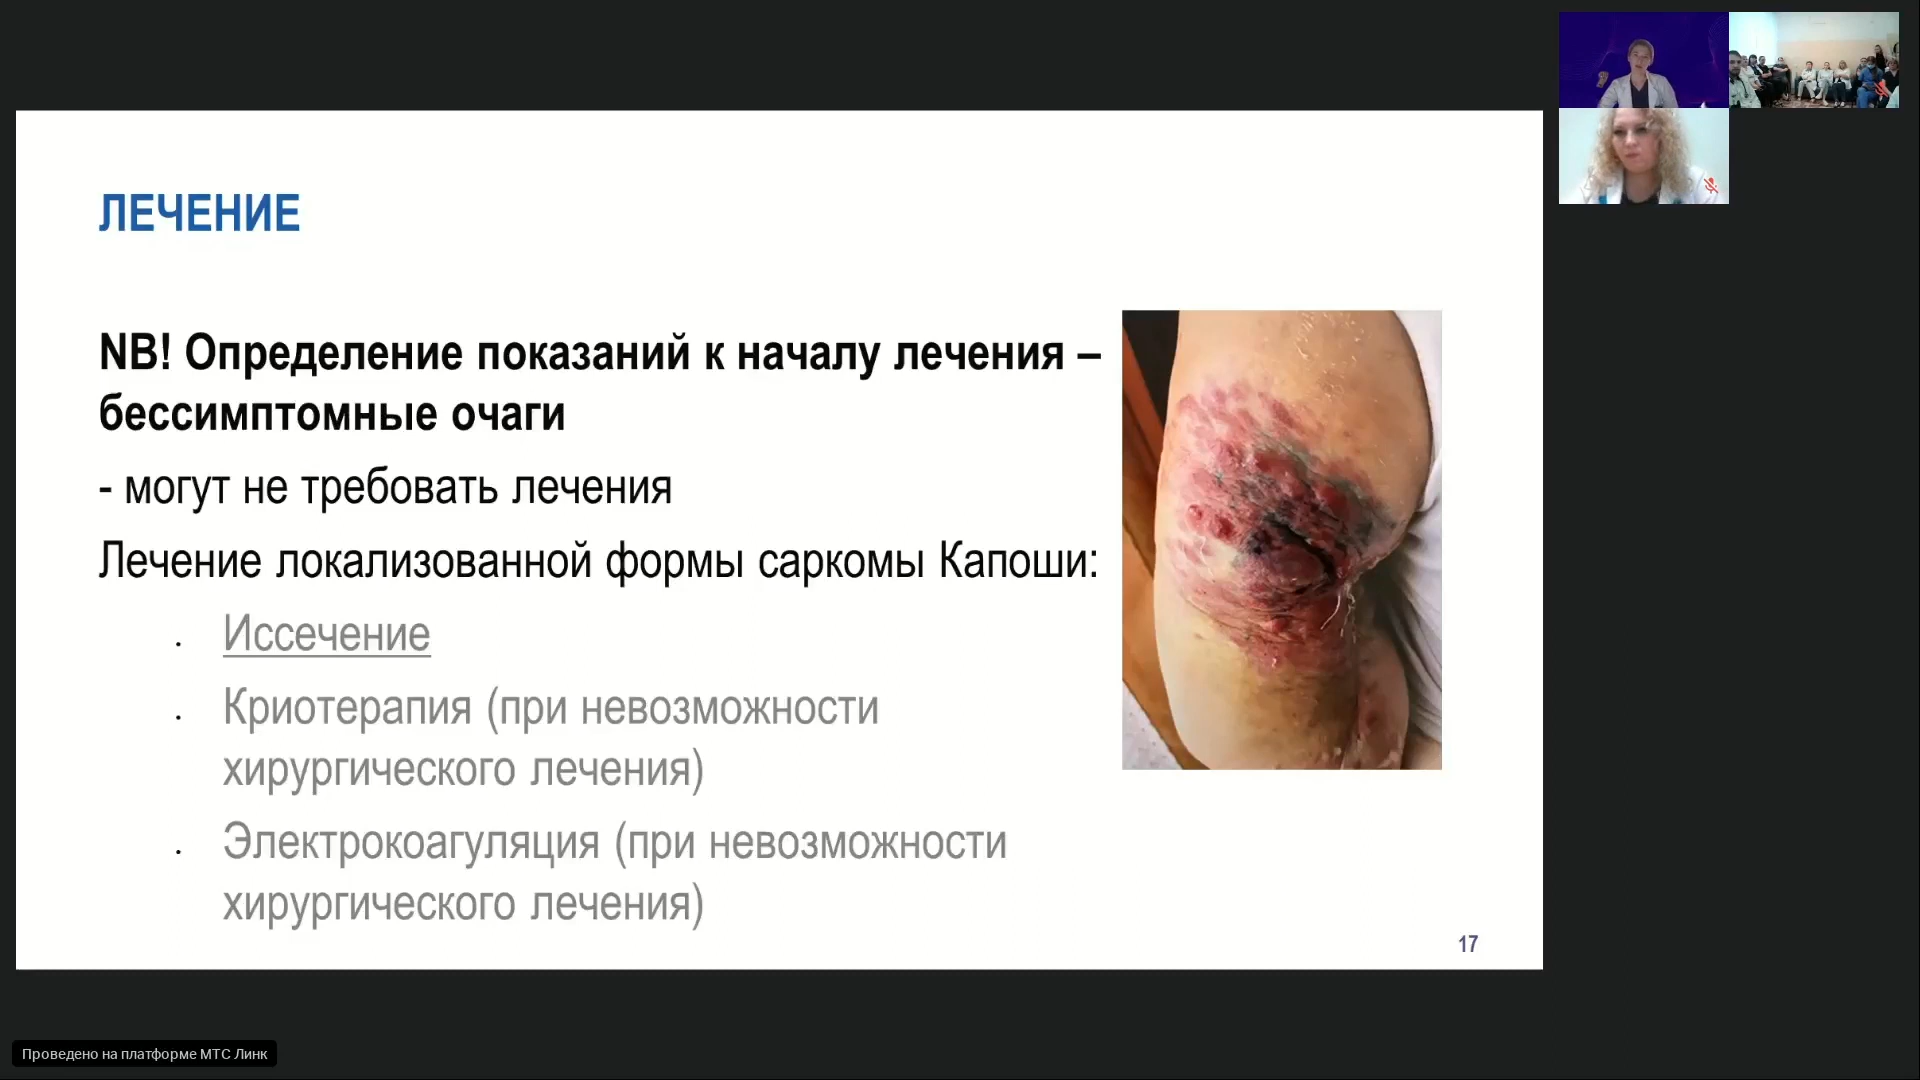 ЛЕЧЕНИЕ
NB! Определение показаний к началу лечения –
бессимптомные очаги
- могут не требовать лечения
Лечение локализованной формы саркомы Капоши:
· Иссечение
· Криотерапия (при невозможности
хирургического лечения)
· Электрокоагуляция (при невозможности
хирургического лечения)
17
Проведено на платформе МТС Линк